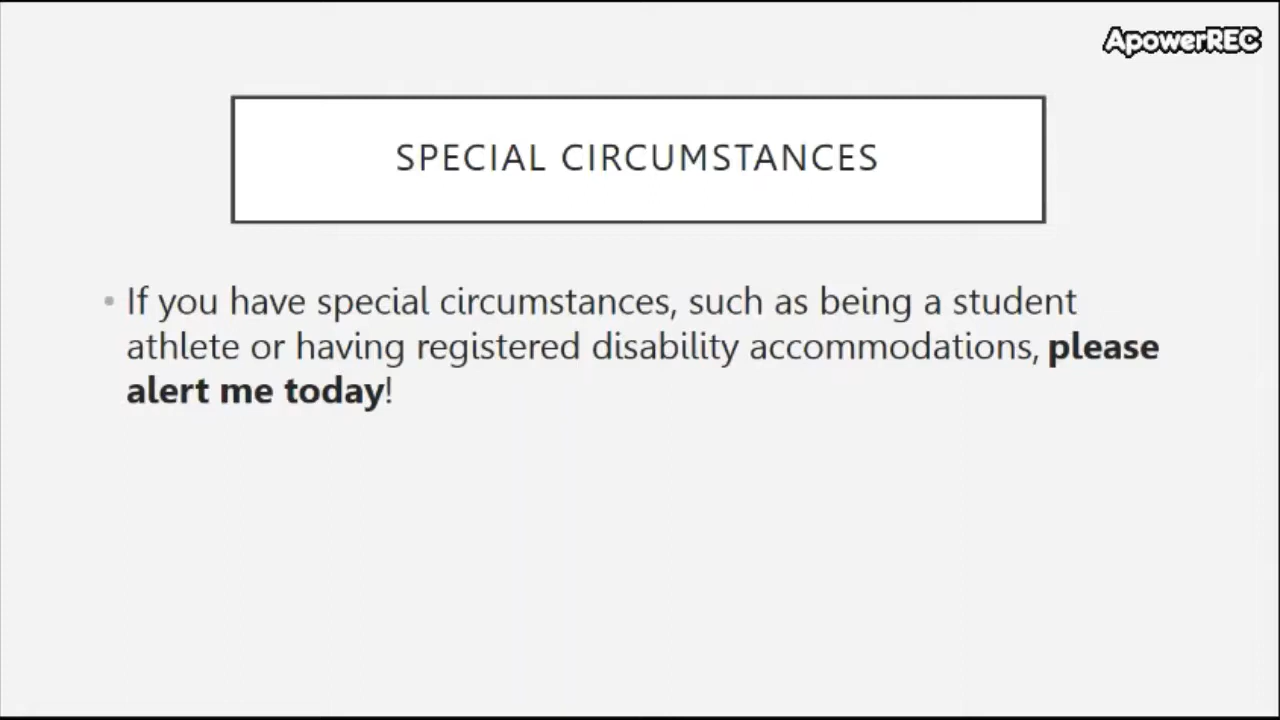 ApowerREC
SPECIAL CIRCUMSTANCES
• If you have special circumstances, such as being a student
athlete or having registered disability accommodations, please
alert me today!